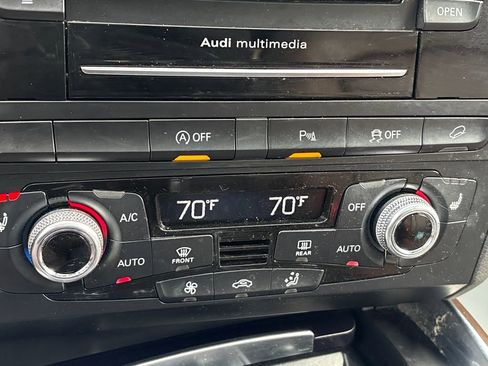 OPEN
Audi multimedia
A OFF
P
OFF
70°F
70°F
A/C
OFF
AUTO
FRONT
REAR
AUTO